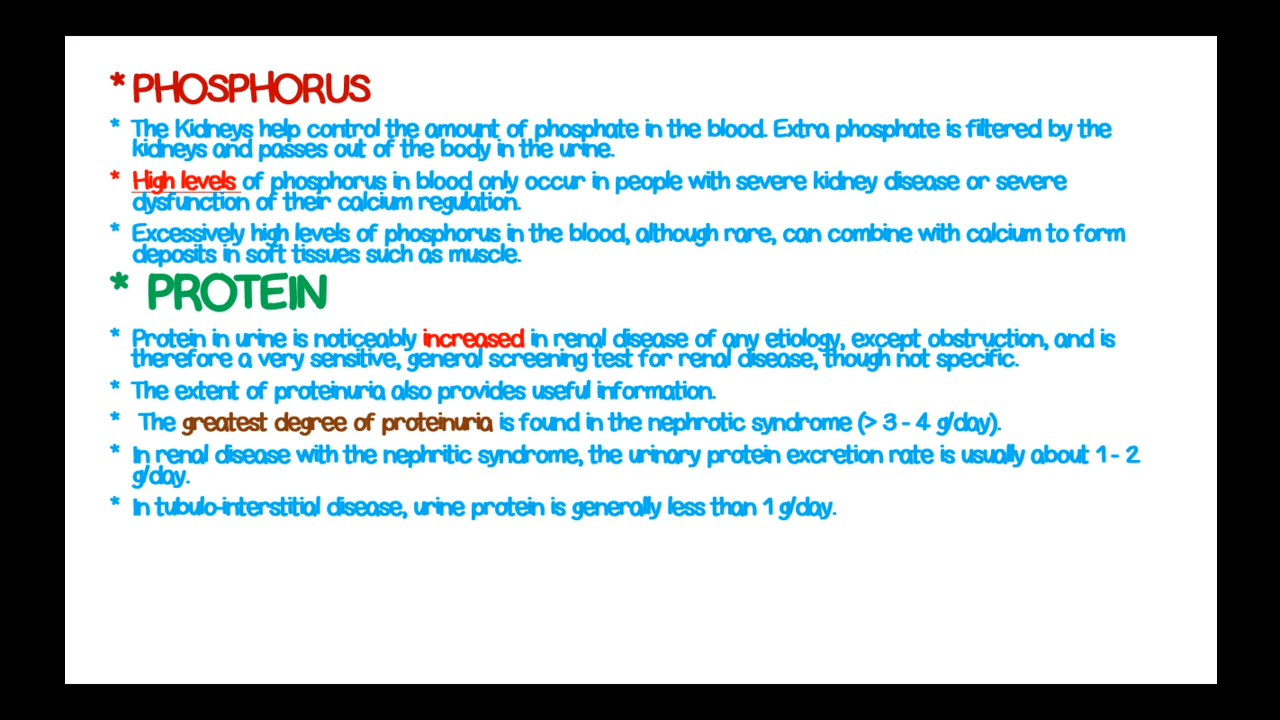 * PHOSPHORUS
* The Kidneys help control the amount of phosphate in the blood. Extra phosphate is filtered by the
kidneys and passes out of the body in the urine.
* High levels of phosphorus in blood only occur in people with severe kidney disease or severe
dysfunction of their calcium regulation.
* Excessively high levels of phosphorus in the blood, although rare, can combine with calcium to form
deposits in soft tissues such as muscle.
* PROTEIN
* Protein in urine is noticeably increased in renal disease of any etiology, except obstruction, and is
therefore a very sensitive, general screening test for renal disease, though not specific.
* The extent of proteinuria also provides useful information.
* The greatest degree of proteinuria is found in the nephrotic syndrome (> 3 - 4 g/day).
* In renal disease with the nephritic syndrome, the urinary protein excretion rate is usually about 1 - 2
g/day.
* In tubulo-interstitial disease, urine protein is generally less than 1 g/day.